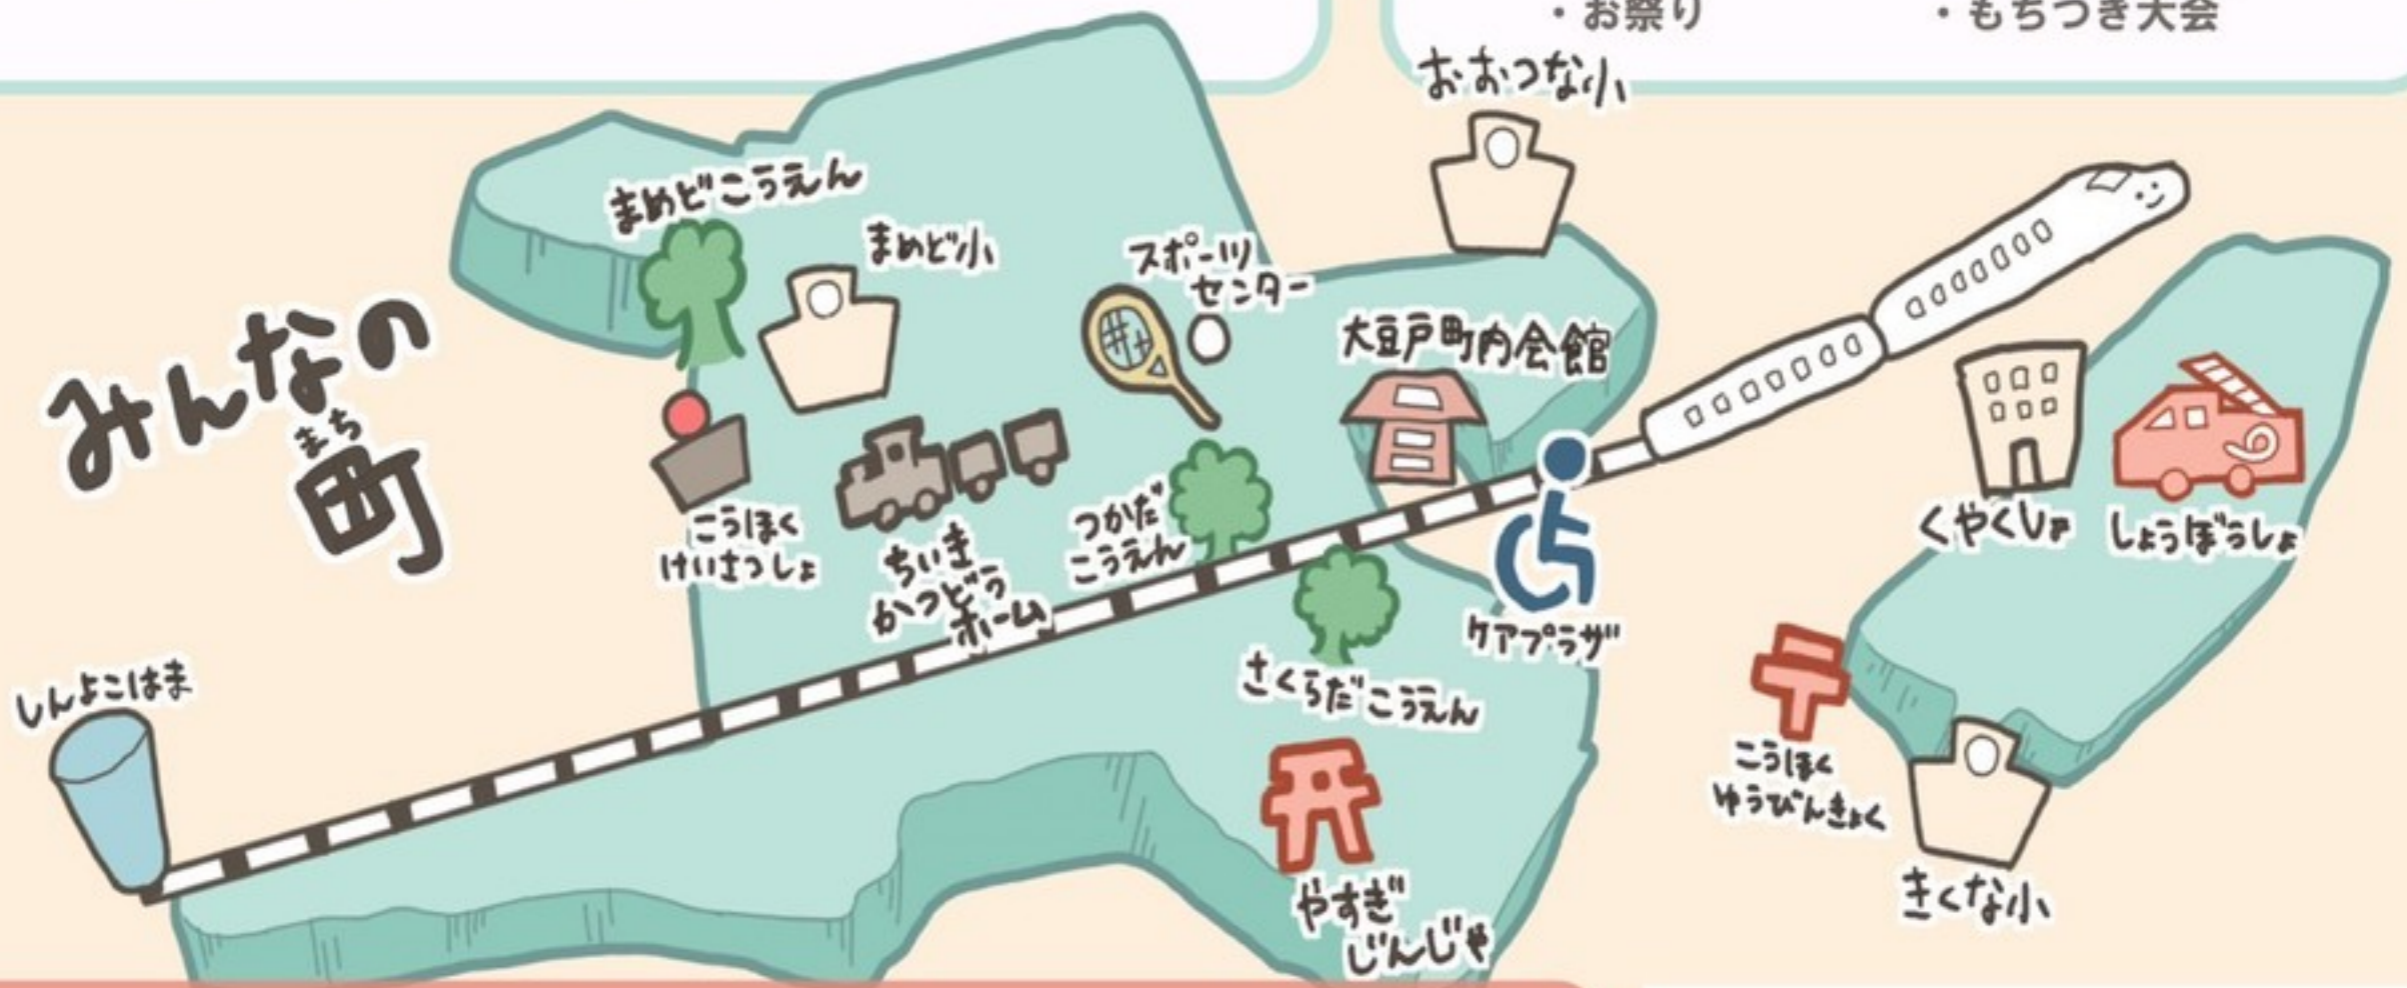 ・お祭り
・もちつき大会
おおつな小
まめどこうえん
まめど小
スポーツ
センター
大豆戸町内会館
みんなの
まち
町
こうほく
けいさつしょ
ちいき
かつどう
ホーム
つかだ
こうえん
くやくしょ
しょうぼうしょ
ケアプラザ
さくらだこうえん
しんよこはま
こうほく
ゆうびんきょく
やすぎ
じんじゃ
きくな小